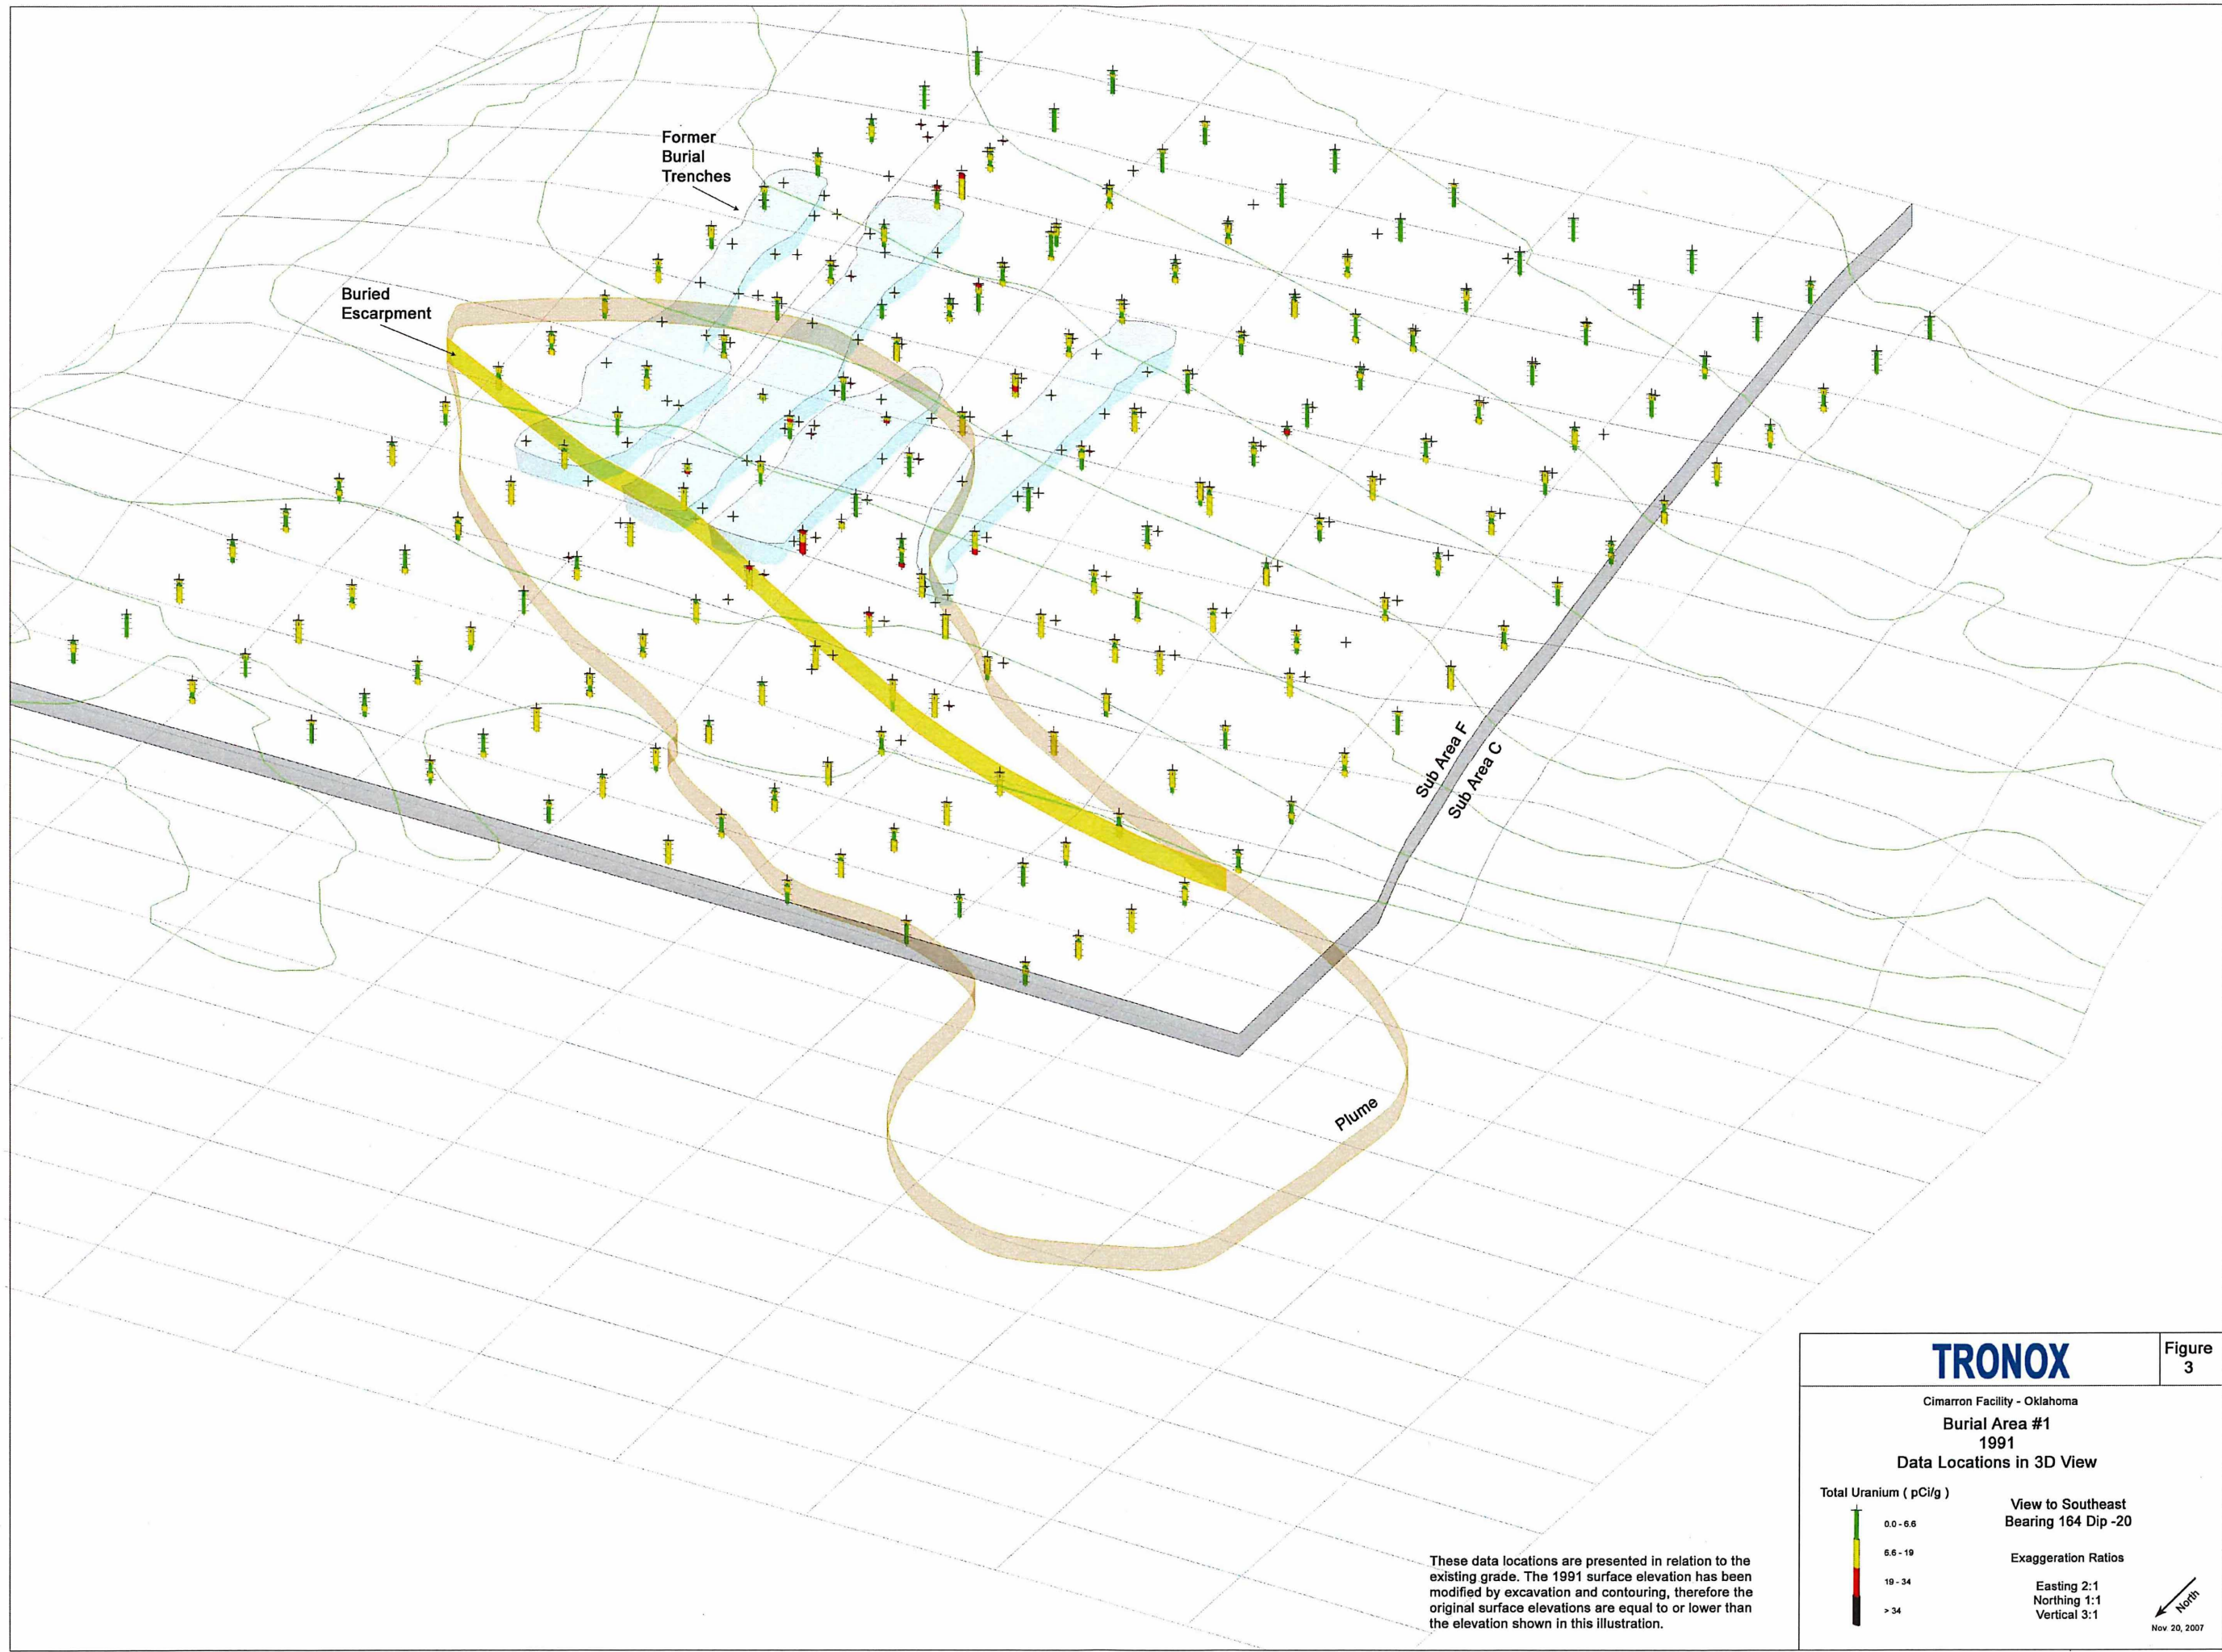 Former
Burial
Trenches
Buried
Escarpment
Sub Area F
Sub Area C
Plume
These data locations are presented in relation to the
existing grade. The 1991 surface elevation has been
modified by excavation and contouring, therefore the
original surface elevations are equal to or lower than
the elevation shown in this illustration.
TRONOX
Figure
3
Cimarron Facility - Oklahoma
Burial Area #1
1991
Data Locations in 3D View
Total Uranium ( pCi/g )
0.0 - 6.6
6.6 - 19
19 - 34
> 34
View to Southeast
Bearing 164 Dip -20
Exaggeration Ratios
Easting 2:1
Northing 1:1
Vertical 3:1
North
Nov. 20, 2007